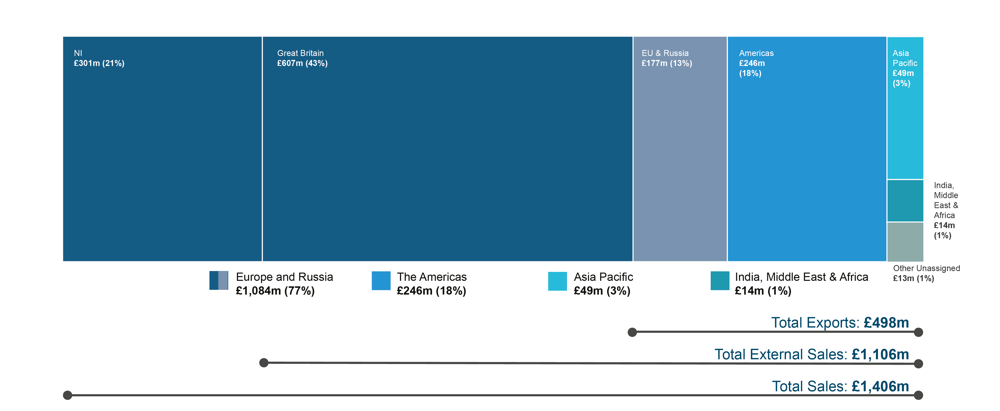 NI
£301m (21%)
Great Britain
£607m (43%)
EU & Russia
£177m (13%)
Americas
£246m
(18%)
Asia
Pacific
£49m
(3%)
India,
Middle
East &
Africa
£14m
(1%)
Other Unassigned
£13m (1%)
Europe and Russia
£1,084m (77%)
The Americas
£246m (18%)
Asia Pacific
£49m (3%)
India, Middle East & Africa
£14m (1%)
Total Exports: £498m
Total External Sales: £1,106m
Total Sales: £1,406m